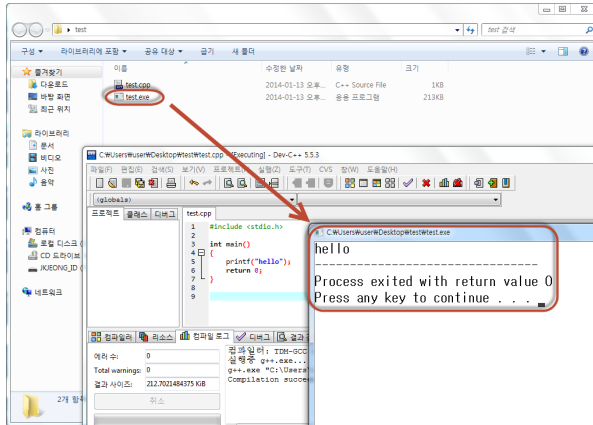 test
test 검색
구성 라이브러리에 포함 공유 대상 굽기 새 폴더
이름 수정한 날짜 유형 크기
test.cpp 2014-01-13 오후... C++ Source File 1KB
test.exe 2014-01-13 오후... 응용 프로그램 213KB
즐겨찾기
다운로드
바탕 화면
최근 위치
라이브러리
문서
비디오
사진
음악
홈 그룹
컴퓨터
로컬 디스크 (
CD 드라이브
JKJEONG_ID (
네트워크
2개 항목
C:₩Users₩user₩Desktop₩test₩test.cpp - [Executing] - Dev-C++ 5.5.3
파일(F) 편집(E) 검색(S) 보기(V) 프로젝트 실행(Z) 도구(T) CVS 창(W) 도움말(H)
(globals)
프로젝트 클래스 디버그 test.cpp
1 #include <stdio.h>
2
3 int main()
4 {
5 printf("hello");
6 return 0;
7 }
8
9
컴파일러 리소스 컴파일 로그 디버그 결과
에러 수: 0
Total warnings: 0
결과 사이즈: 212.7021484375 KiB
취소
컴파일러: TDM-GCC
실행중 g++.exe...
g++.exe "C:\Users
Compilation succee
C:₩Users₩user₩Desktop₩test₩test.exe
hello
--------------------------------
Process exited with return value 0
Press any key to continue . . .